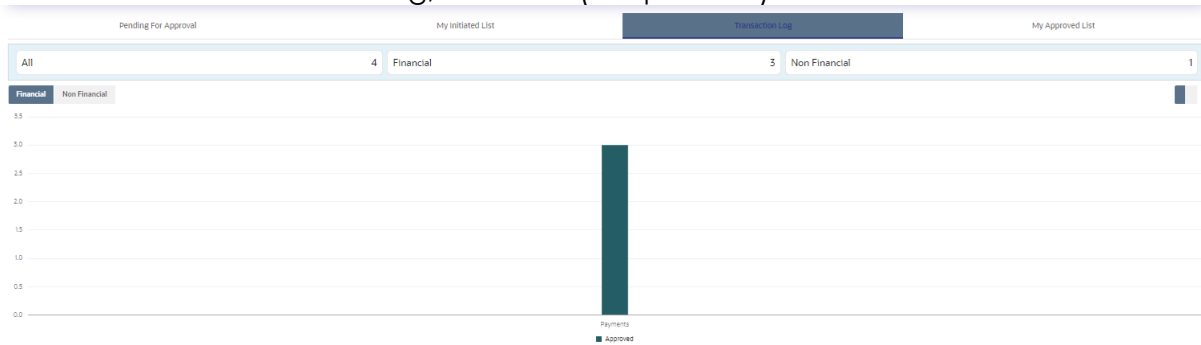 Pending For Approval My Initiated List Transaction Log My Approved List
All 4 Financial 3 Non Financial 1
Financial Non Financial
3.5
3.0
2.5
2.0
1.5
1.0
0.5
0.0
Payments
Approved